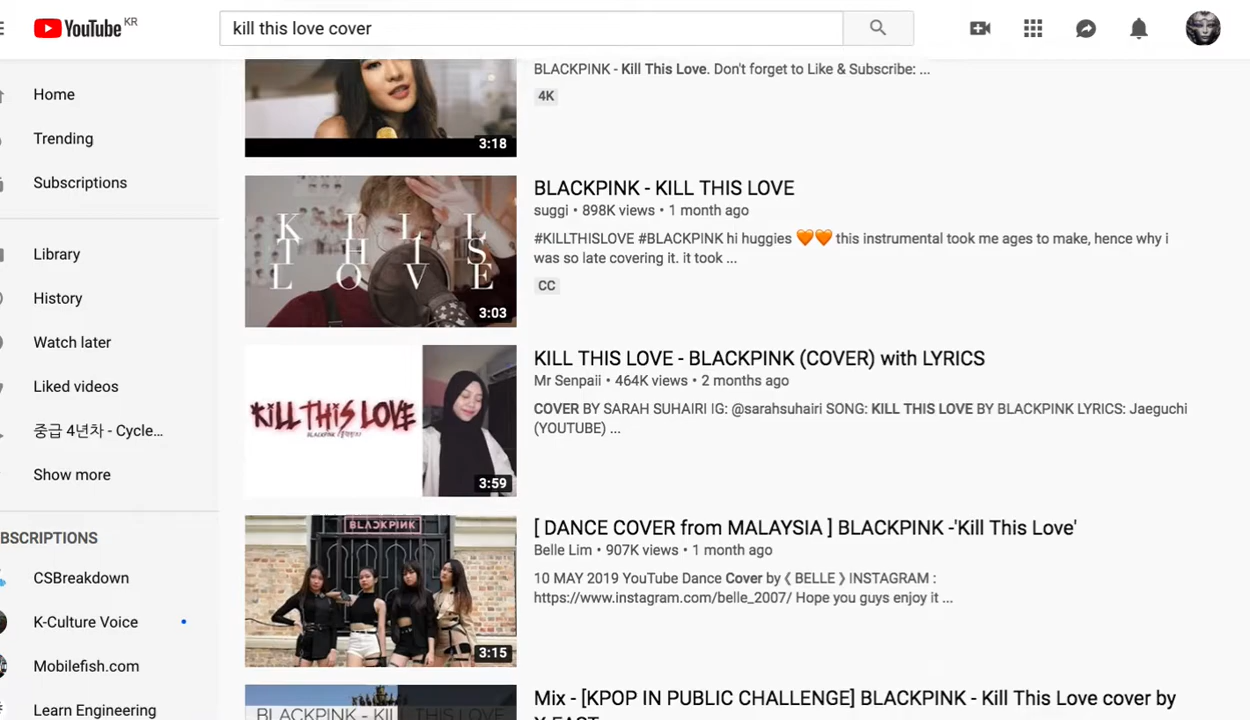 YouTube KR
kill this love cover
Home
Trending
Subscriptions
Library
History
Watch later
Liked videos
중급 4년차 - Cycle...
Show more
BSCRIPTIONS
CSBreakdown
K-Culture Voice
Mobilefish.com
Learn Engineering
3:18
BLACKPINK - Kill This Love. Don't forget to Like & Subscribe: ...
4K
KILL
THIS
LOVE
3:03
BLACKPINK - KILL THIS LOVE
suggi • 898K views • 1 month ago
#KILLTHISLOVE #BLACKPINK hi huggies 🧡🧡 this instrumental took me ages to make, hence why i
was so late covering it. it took ...
CC
KILL THIS LOVE
3:59
KILL THIS LOVE - BLACKPINK (COVER) with LYRICS
Mr Senpaii • 464K views • 2 months ago
COVER BY SARAH SUHAIRI IG: @sarahsuhairi SONG: KILL THIS LOVE BY BLACKPINK LYRICS: Jaeguchi
(YOUTUBE) ...
BLACKPINK
3:15
[ DANCE COVER from MALAYSIA ] BLACKPINK -'Kill This Love'
Belle Lim • 907K views • 1 month ago
10 MAY 2019 YouTube Dance Cover by《 BELLE 》INSTAGRAM :
https://www.instagram.com/belle_2007/ Hope you guys enjoy it ...
BLACKPINK - KILL THIS LOVE
Mix - [KPOP IN PUBLIC CHALLENGE] BLACKPINK - Kill This Love cover by
X-EAST